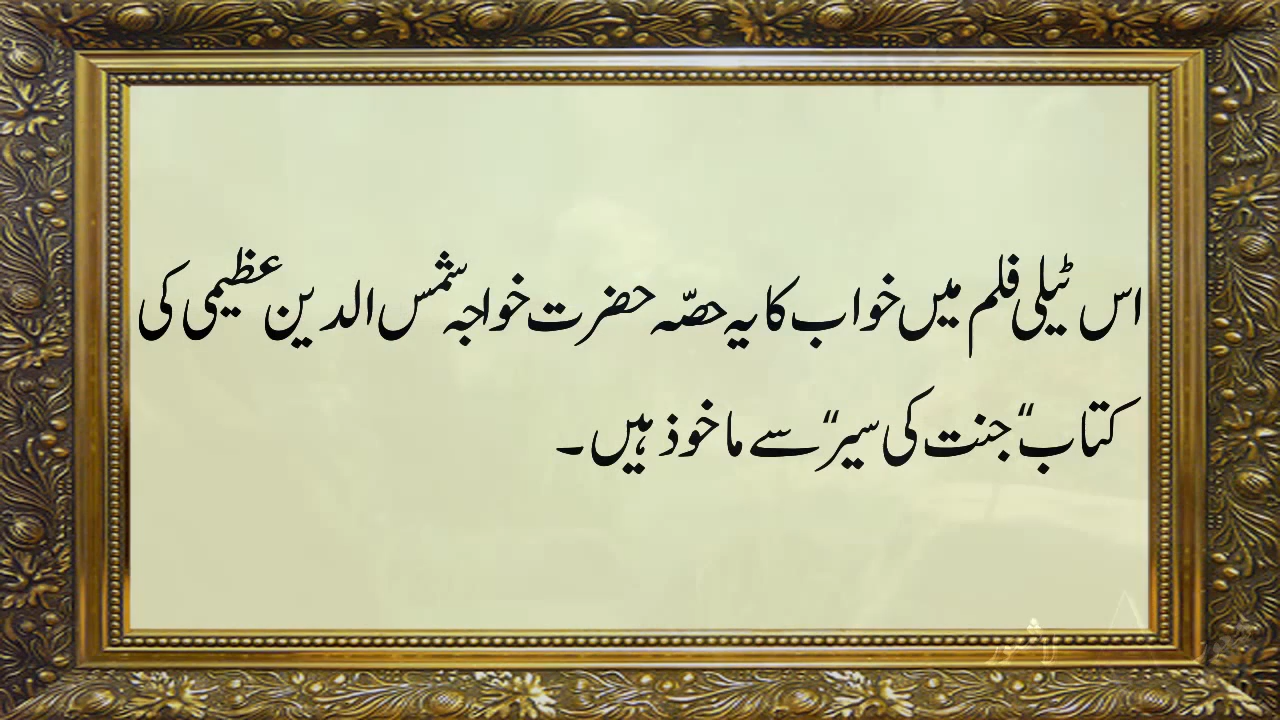 اس ٹیلی فلم میں خواب کا یہ حصّہ حضرت خواجہ شمس الدین عظیمی کی
کتاب “جنت کی سیر” سے ماخوذ ہیں۔